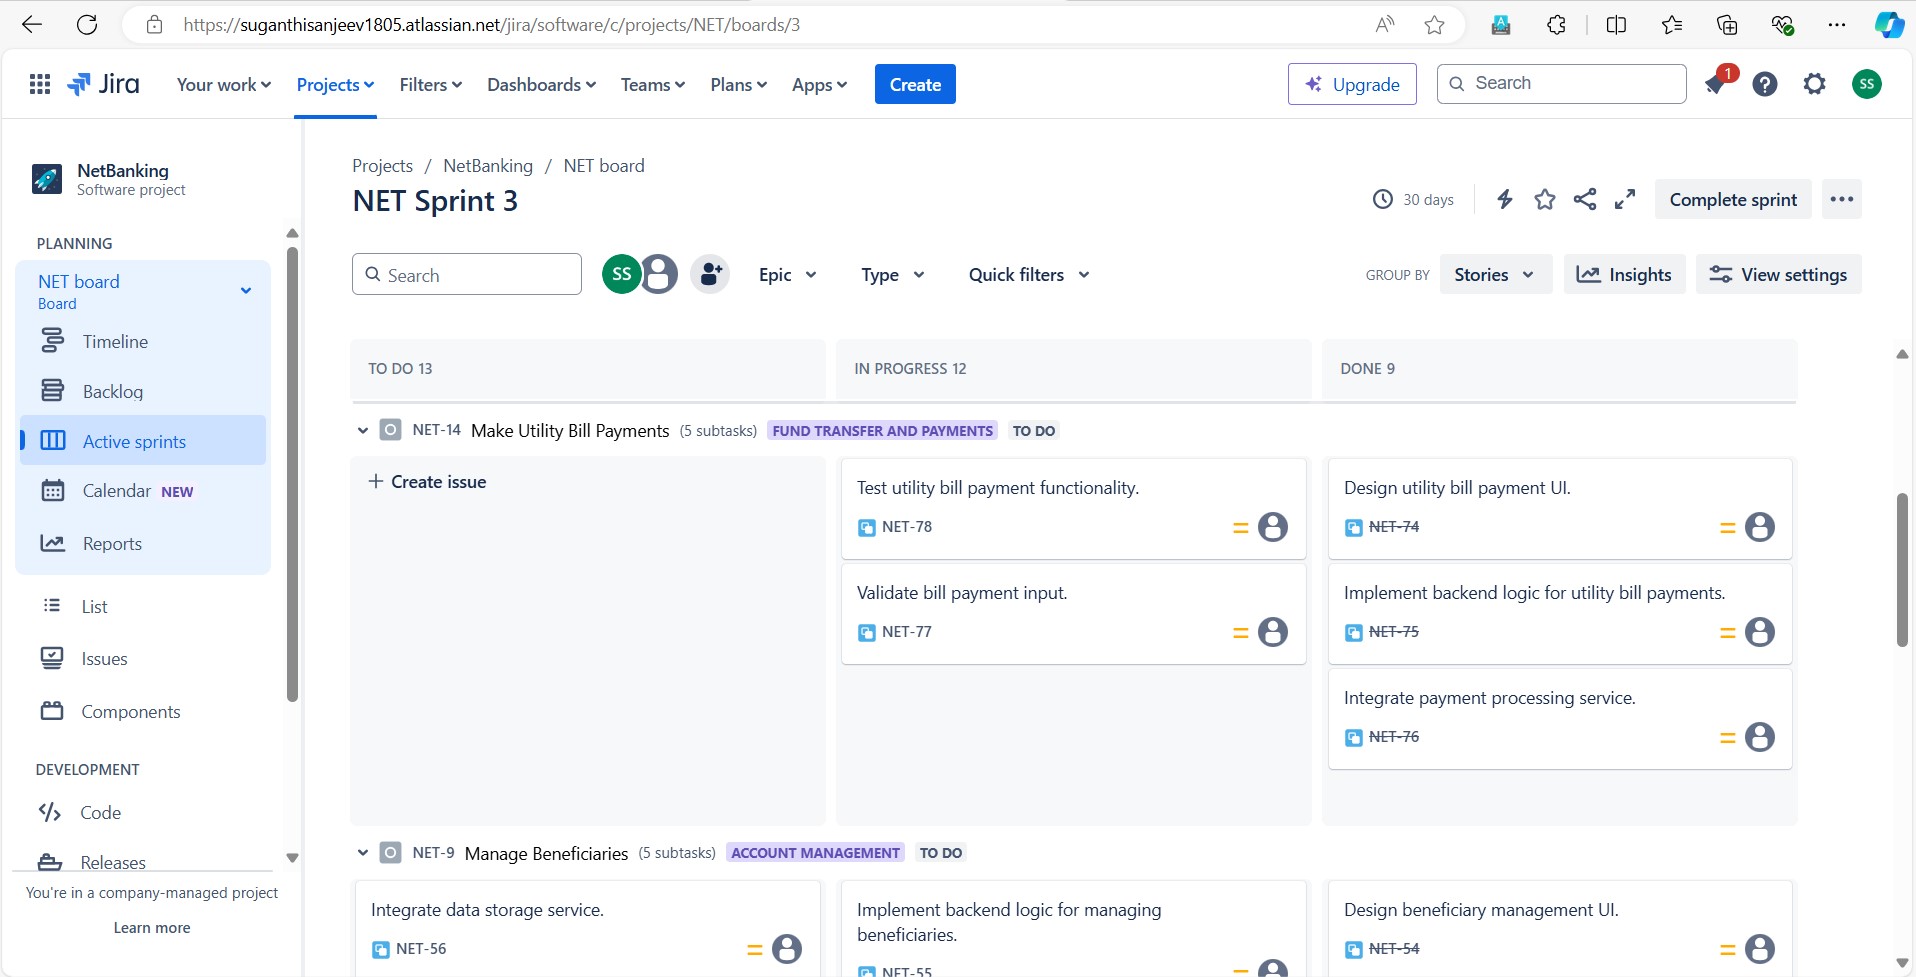 https://suganthisanjeev1805.atlassian.net/jira/software/c/projects/NET/boards/3
Jira
Your work
Projects
Filters
Dashboards
Teams
Plans
Apps
Create
Upgrade
Search
1
SS
NetBanking
Software project
PLANNING
NET board
Board
Timeline
Backlog
Active sprints
Calendar NEW
Reports
List
Issues
Components
DEVELOPMENT
Code
Releases
You're in a company-managed project
Learn more
Projects / NetBanking / NET board
NET Sprint 3
30 days
Complete sprint
Search
SS
Epic
Type
Quick filters
GROUP BY
Stories
Insights
View settings
TO DO 13
IN PROGRESS 12
DONE 9
NET-14 Make Utility Bill Payments (5 subtasks) FUND TRANSFER AND PAYMENTS TO DO
+ Create issue
Test utility bill payment functionality.
NET-78
Validate bill payment input.
NET-77
Design utility bill payment UI.
NET-74
Implement backend logic for utility bill payments.
NET-75
Integrate payment processing service.
NET-76
NET-9 Manage Beneficiaries (5 subtasks) ACCOUNT MANAGEMENT TO DO
Integrate data storage service.
NET-56
Implement backend logic for managing
beneficiaries.
NET-55
Design beneficiary management UI.
NET-54